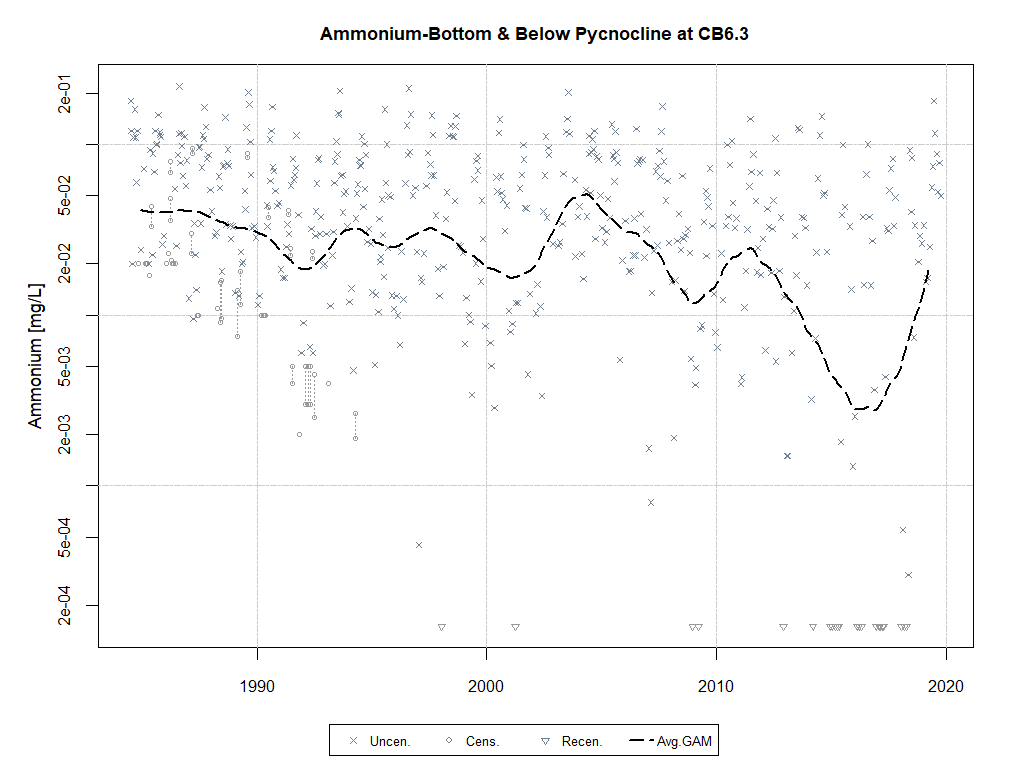 Ammonium-Bottom & Below Pycnocline at CB6.3
Ammonium [mg/L]
2e-01
5e-02
2e-02
5e-03
2e-03
5e-04
2e-04
1990 2000 2010 2020
Uncen. Cens. Recen. Avg.GAM